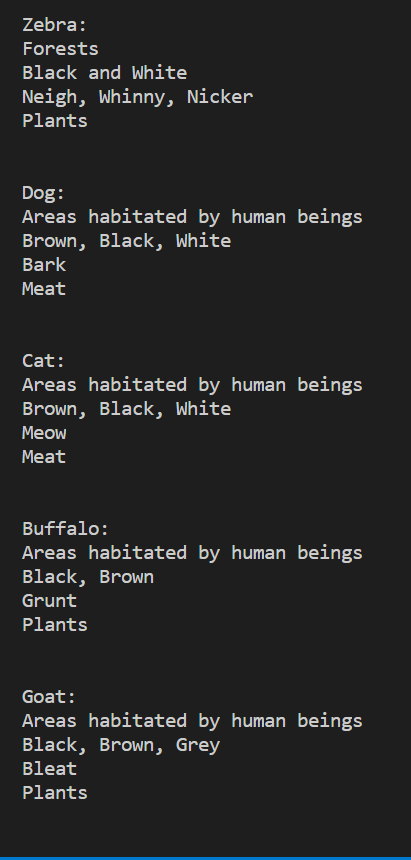 Zebra:
Forests
Black and White
Neigh, Whinny, Nicker
Plants
Dog:
Areas habitated by human beings
Brown, Black, White
Bark
Meat
Cat:
Areas habitated by human beings
Brown, Black, White
Meow
Meat
Buffalo:
Areas habitated by human beings
Black, Brown
Grunt
Plants
Goat:
Areas habitated by human beings
Black, Brown, Grey
Bleat
Plants